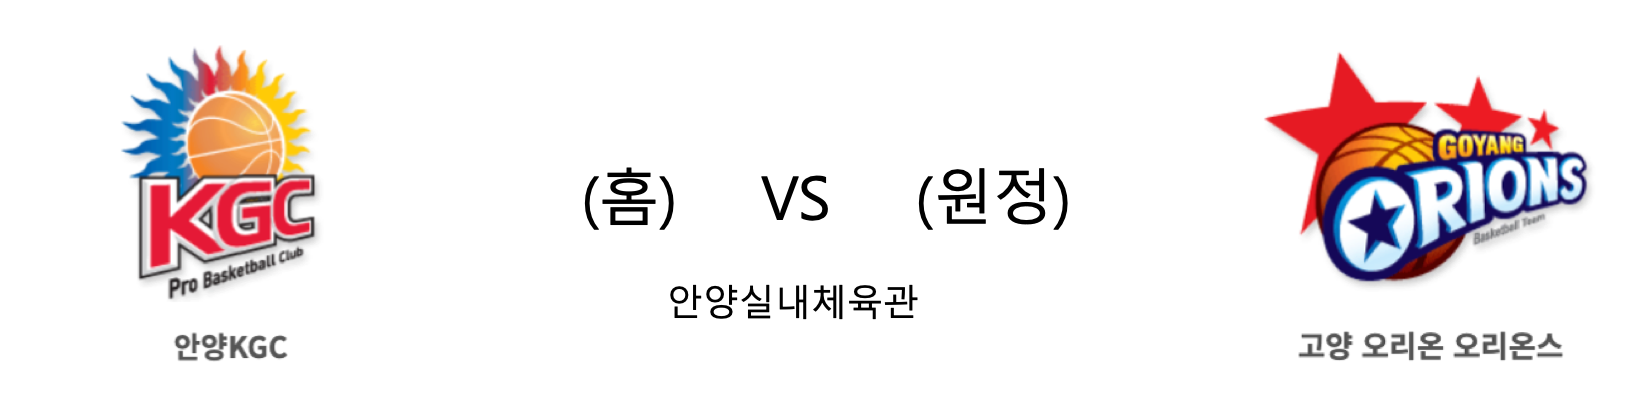 KGC
Pro Basketball Club
안양KGC
(홈) VS (원정)
안양실내체육관
GOYANG
ORIONS
Basketball Team
고양 오리온 오리온스